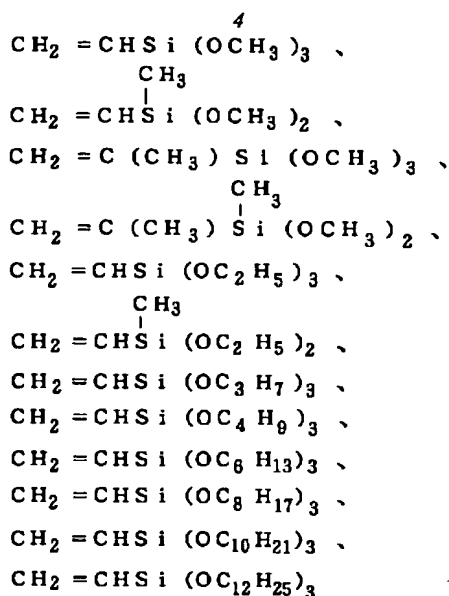 4
CH₂=CHSi(OCH₃)₃、
CH₃
|
CH₂=CHSi(OCH₃)₂、
CH₂=C(CH₃)Si(OCH₃)₃、
CH₃
|
CH₂=C(CH₃)Si(OCH₃)₂、
CH₂=CHSi(OC₂H₅)₃、
CH₃
|
CH₂=CHSi(OC₂H₅)₂、
CH₂=CHSi(OC₃H₇)₃、
CH₂=CHSi(OC₄H₉)₃、
CH₂=CHSi(OC₆H₁₃)₃、
CH₂=CHSi(OC₈H₁₇)₃、
CH₂=CHSi(OC₁₀H₂₁)₃、
CH₂=CHSi(OC₁₂H₂₅)₃